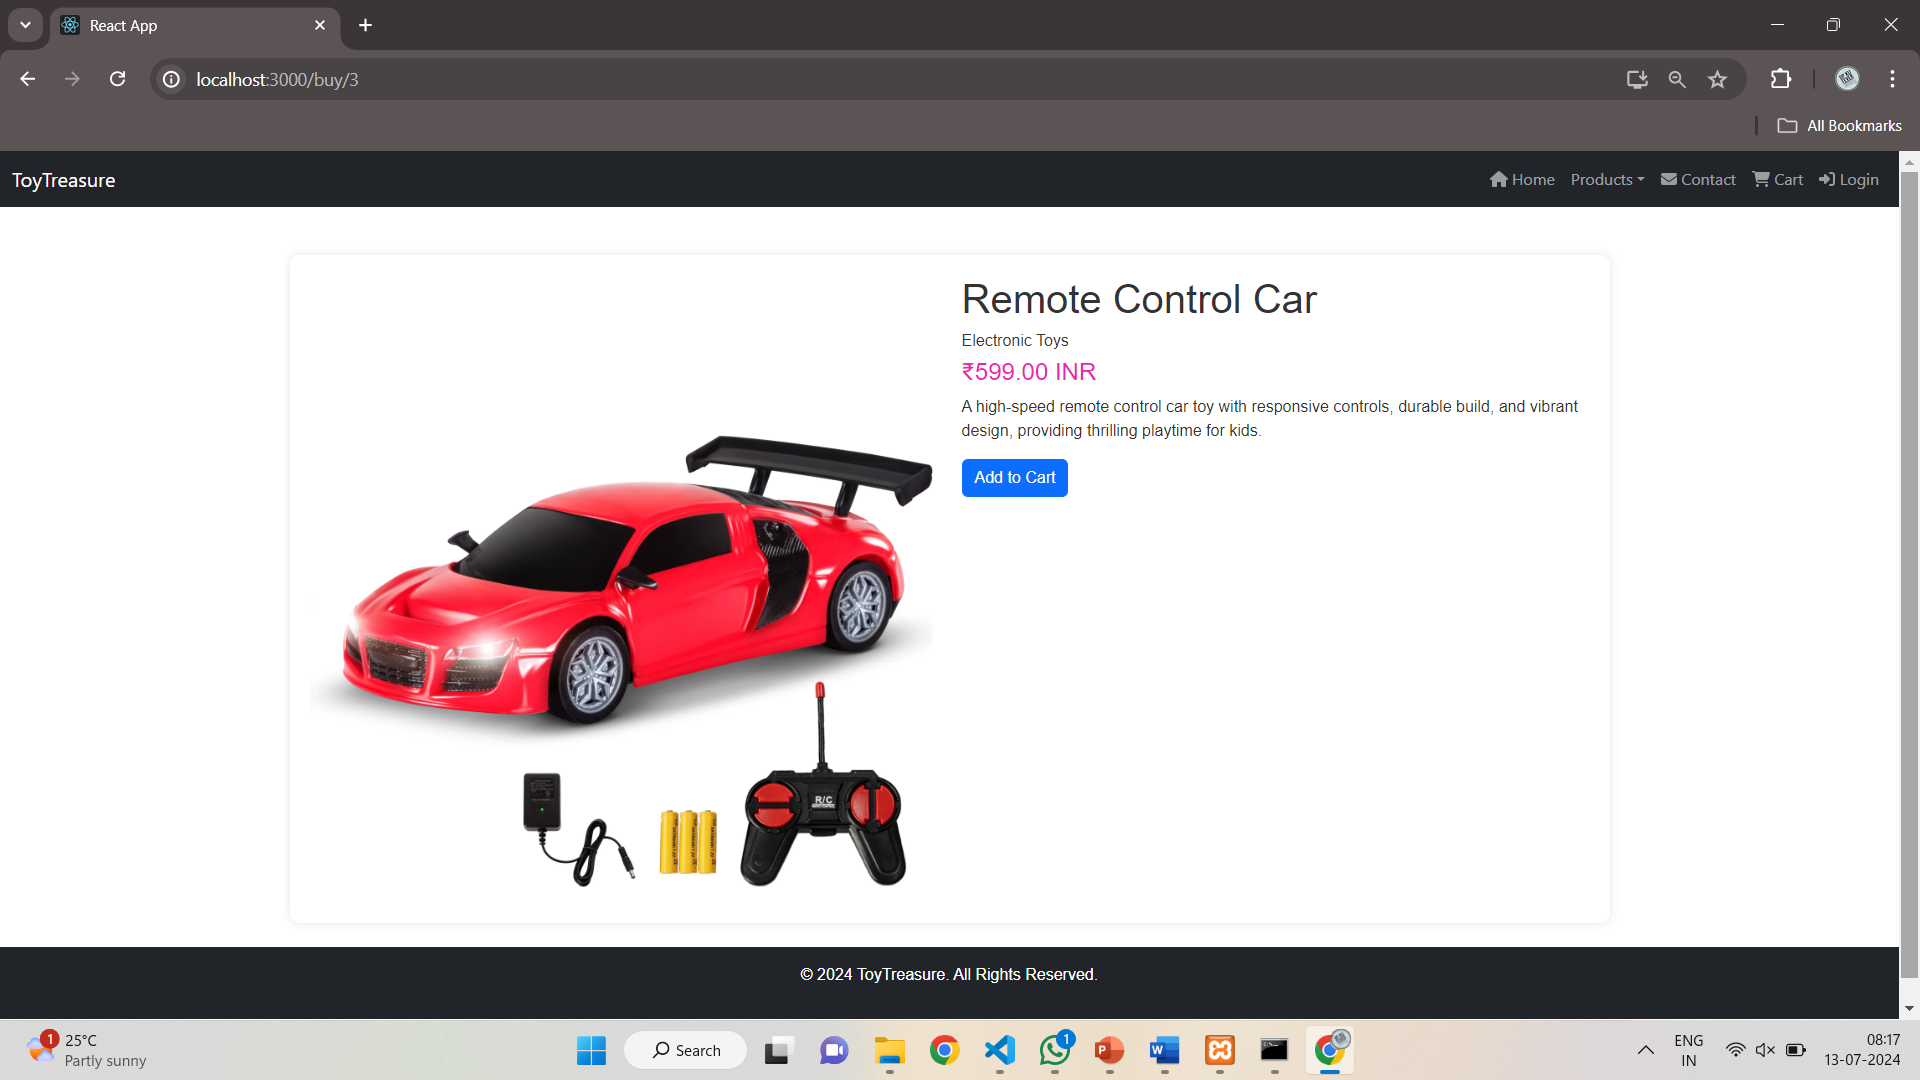 React App
localhost:3000/buy/3
All Bookmarks
ToyTreasure
Home Products Contact Cart Login
Remote Control Car
Electronic Toys
₹599.00 INR
A high-speed remote control car toy with responsive controls, durable build, and vibrant
design, providing thrilling playtime for kids.
Add to Cart
R/C
© 2024 ToyTreasure. All Rights Reserved.
1
25°C
Partly sunny
Search
1
P
W
ENG
IN
08:17
13-07-2024